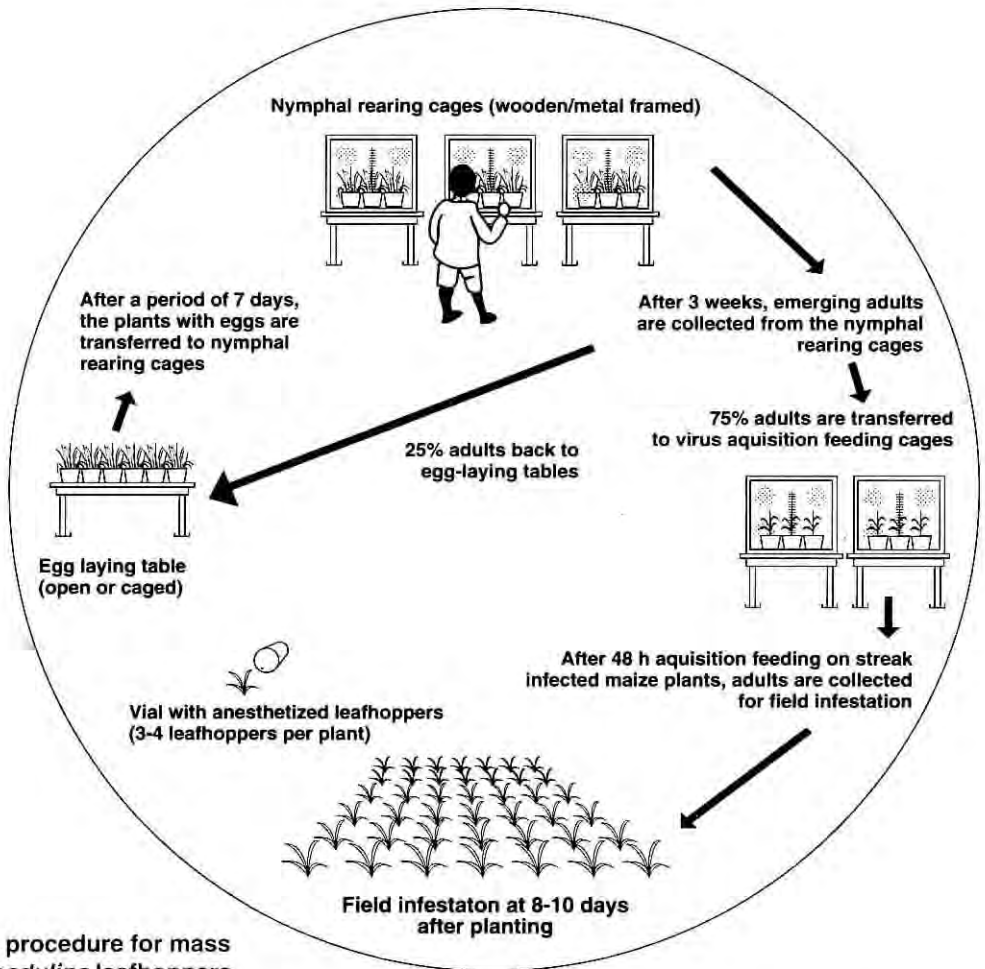 Nymphal rearing cages (wooden/metal framed)
After a period of 7 days,
the plants with eggs are
transferred to nymphal
rearing cages
After 3 weeks, emerging adults
are collected from the nymphal
rearing cages
75% adults are transferred
to virus aquisition feeding cages
25% adults back to
egg-laying tables
Egg laying table
(open or caged)
After 48 h aquisition feeding on streak
infected maize plants, adults are collected
for field infestation
Vial with anesthetized leafhoppers
(3-4 leafhoppers per plant)
Field infestaton at 8-10 days
after planting
procedure for mass
leafhoppers